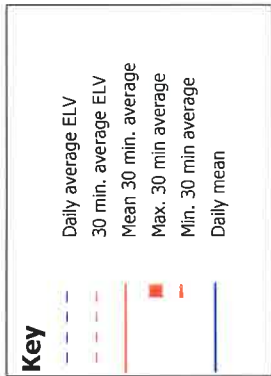 Key
Daily average ELV
30 min. average ELV
Mean 30 min. average
Max. 30 min average
Min. 30 min average
Daily mean